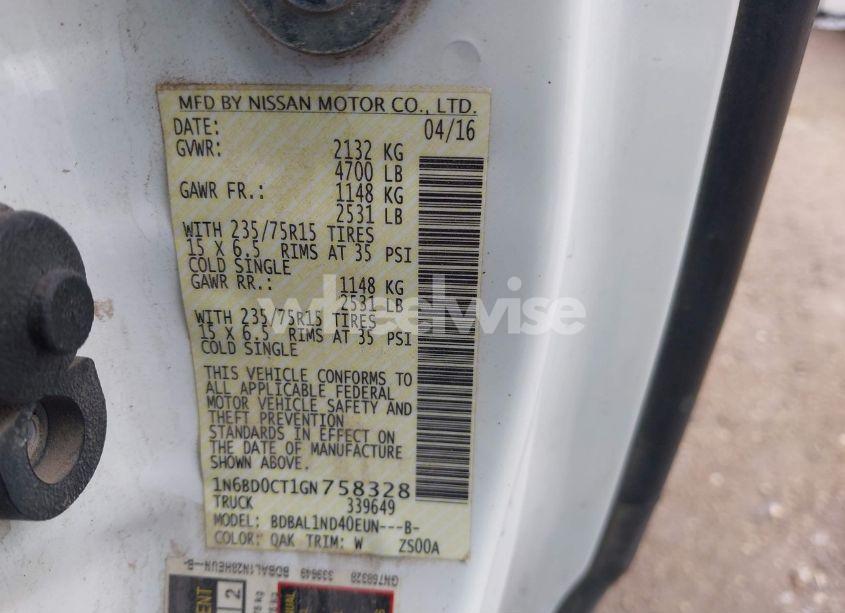 MFD BY NISSAN MOTOR CO., LTD.
DATE: 04/16
GVWR: 2132 KG
4700 LB
GAWR FR.: 1148 KG
2531 LB
WITH 235/75R15 TIRES
15 X 6.5 RIMS AT 35 PSI
COLD SINGLE
GAWR RR.: 1148 KG
2531 LB
WITH 235/75R15 TIRES
15 X 6.5 RIMS AT 35 PSI
COLD SINGLE
wheelwise
THIS VEHICLE CONFORMS TO
ALL APPLICABLE FEDERAL
MOTOR VEHICLE SAFETY AND
THEFT PREVENTION
STANDARDS IN EFFECT ON
THE DATE OF MANUFACTURE
SHOWN ABOVE.
1N6BD0CT1GN758328
TRUCK 339649
MODEL: BDBAL1ND40EUN---B-
COLOR: QAK TRIM: W ZS00A
GN758328 339649 BDBAL1N28HEUN--B-
2